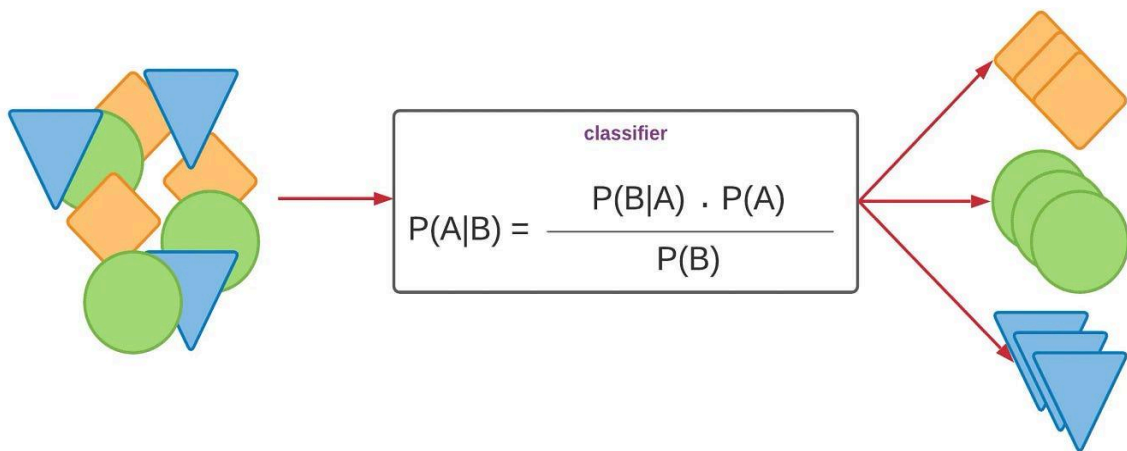 classifier
P(A|B) = P(B|A) . P(A)
P(B)